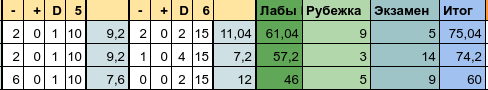 - + D 5 - + D 6 Лабы Рубежка Экзамен Итог
2 0 1 10 9,2 2 0 2 15 11,04 61,04 9 5 75,04
2 0 1 10 9,2 1 0 4 15 7,2 57,2 3 14 74,2
6 0 1 10 7,6 0 0 2 15 12 46 5 9 60